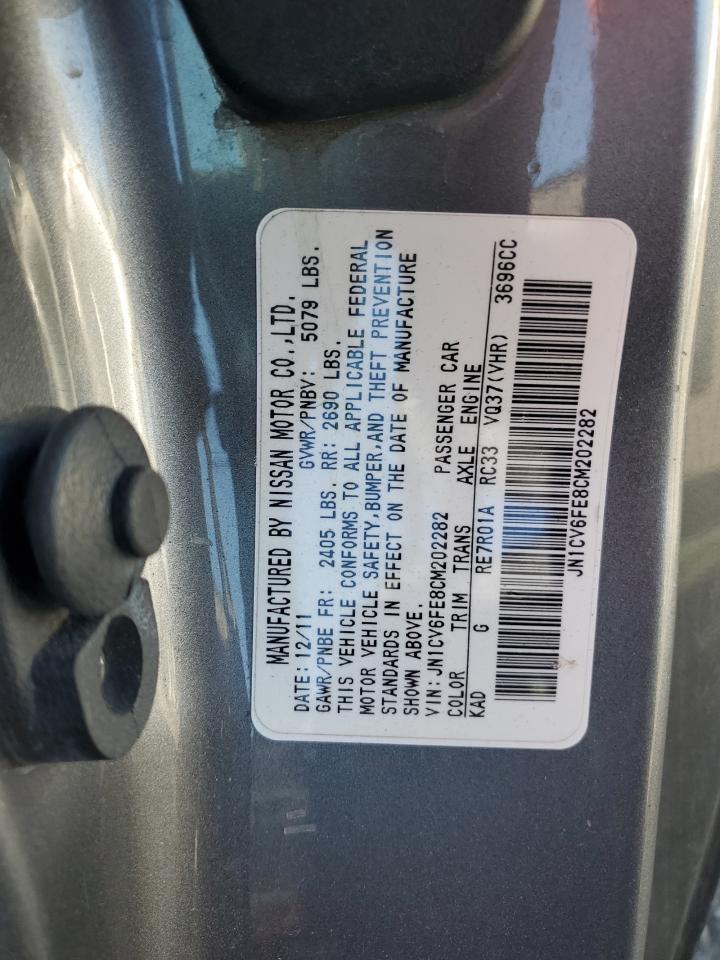 MANUFACTURED BY NISSAN MOTOR CO.,LTD.
DATE: 12/11 GVWR/PNBV: 5079 LBS.
GAWR/PNBE FR: 2405 LBS. RR: 2690 LBS.
THIS VEHICLE CONFORMS TO ALL APPLICABLE FEDERAL
MOTOR VEHICLE SAFETY,BUMPER,AND THEFT PREVENTION
STANDARDS IN EFFECT ON THE DATE OF MANUFACTURE
SHOWN ABOVE.
VIN: JN1CV6FE8CM202282 PASSENGER CAR
COLOR TRIM TRANS AXLE ENGINE
KAD G RE7R01A RC33 VQ37(VHR) 3696CC
JN1CV6FE8CM202282